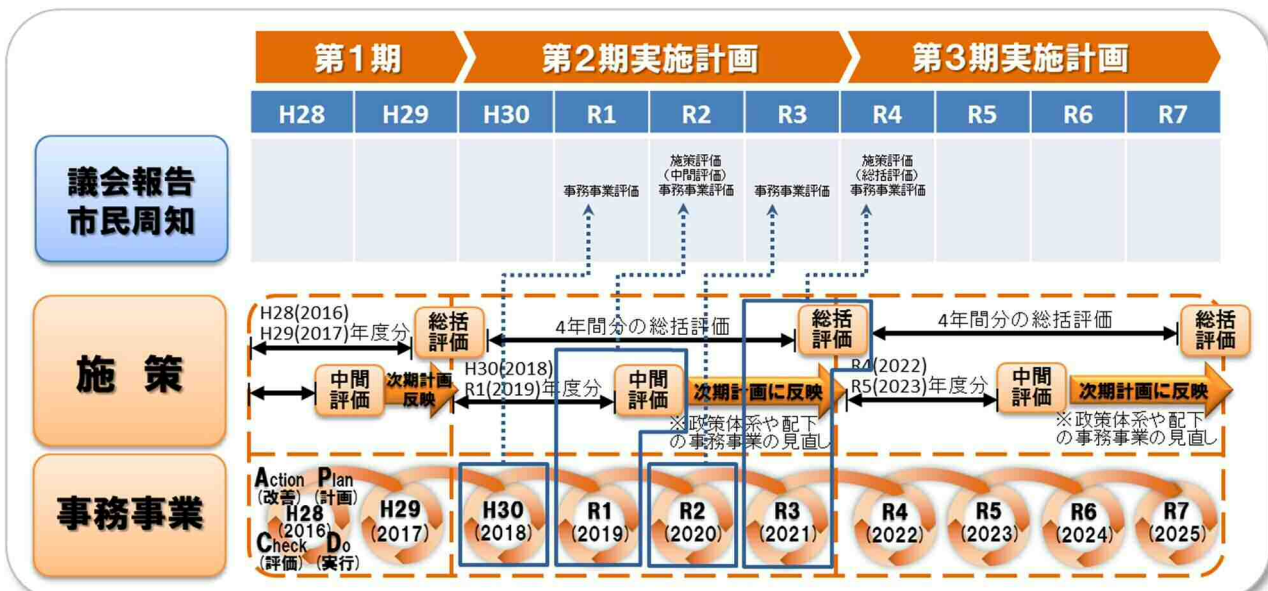 第1期
第2期実施計画
第3期実施計画
H28
H29
H30
R1
R2
R3
R4
R5
R6
R7
議会報告
市民周知
事務事業評価
施策評価
(中間評価)
事務事業評価
事務事業評価
施策評価
(総括評価)
事務事業評価
施策
H28(2016)
H29(2017)年度分
総括
評価
4年間分の総括評価
総括
評価
4年間分の総括評価
総括
評価
中間
評価
次期計画
反映
H30(2018)
R1(2019)年度分
中間
評価
次期計画に反映
※政策体系や配下
の事務事業の見直し
R4(2022)
R5(2023)年度分
中間
評価
次期計画に反映
※政策体系や配下
の事務事業の見直し
事務事業
Action Plan
(改善) (計画)
H28
(2016)
Check Do
(評価) (実行)
H29
(2017)
H30
(2018)
R1
(2019)
R2
(2020)
R3
(2021)
R4
(2022)
R5
(2023)
R6
(2024)
R7
(2025)